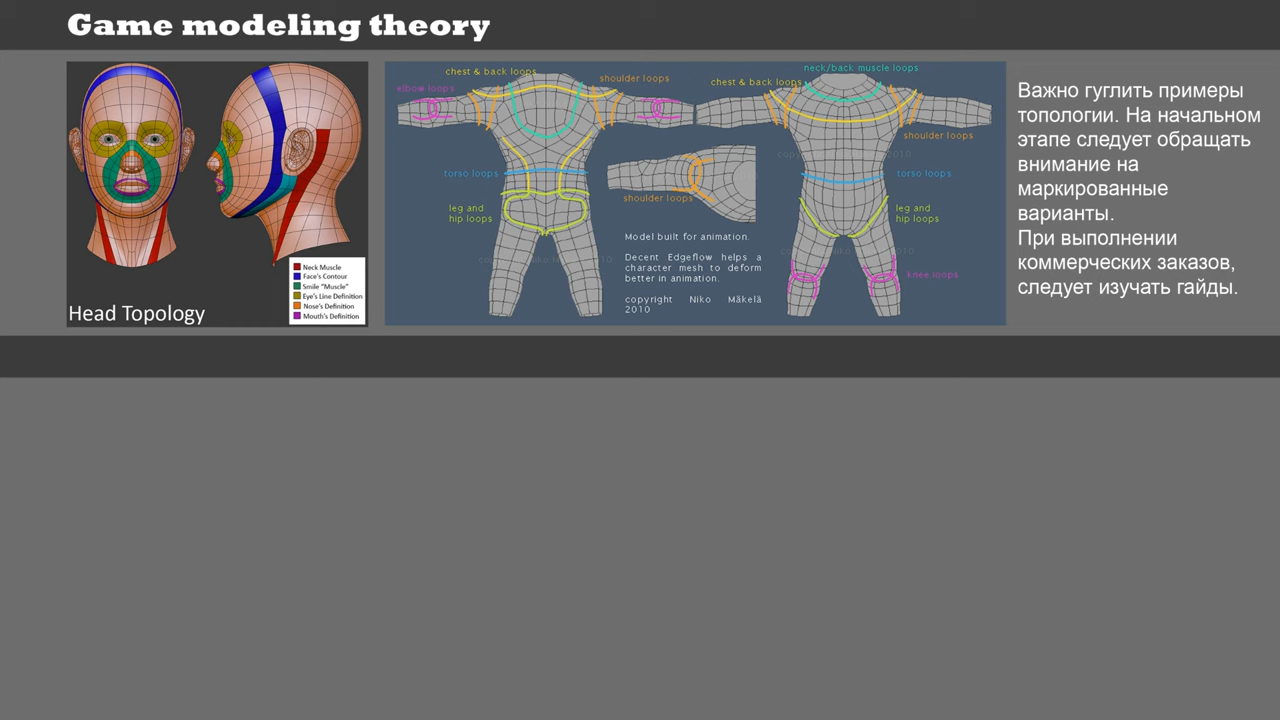 Game modeling theory
Head Topology
Neck Muscle
Face's Contour
Smile "Muscle"
Eye's Line Definition
Nose's Definition
Mouth's Definition
chest & back loops
shoulder loops
elbow loops
torso loops
leg and
hip loops
shoulder loops
Model built for animation.
Decent Edgeflow helps a
character mesh to deform
better in animation.
copyright Niko Mäkelä
2010
neck/back muscle loops
chest & back loops
shoulder loops
torso loops
leg and
hip loops
knee loops
Важно гуглить примеры
топологии. На начальном
этапе следует обращать
внимание на
маркированные
варианты.
При выполнении
коммерческих заказов,
следует изучать гайды.